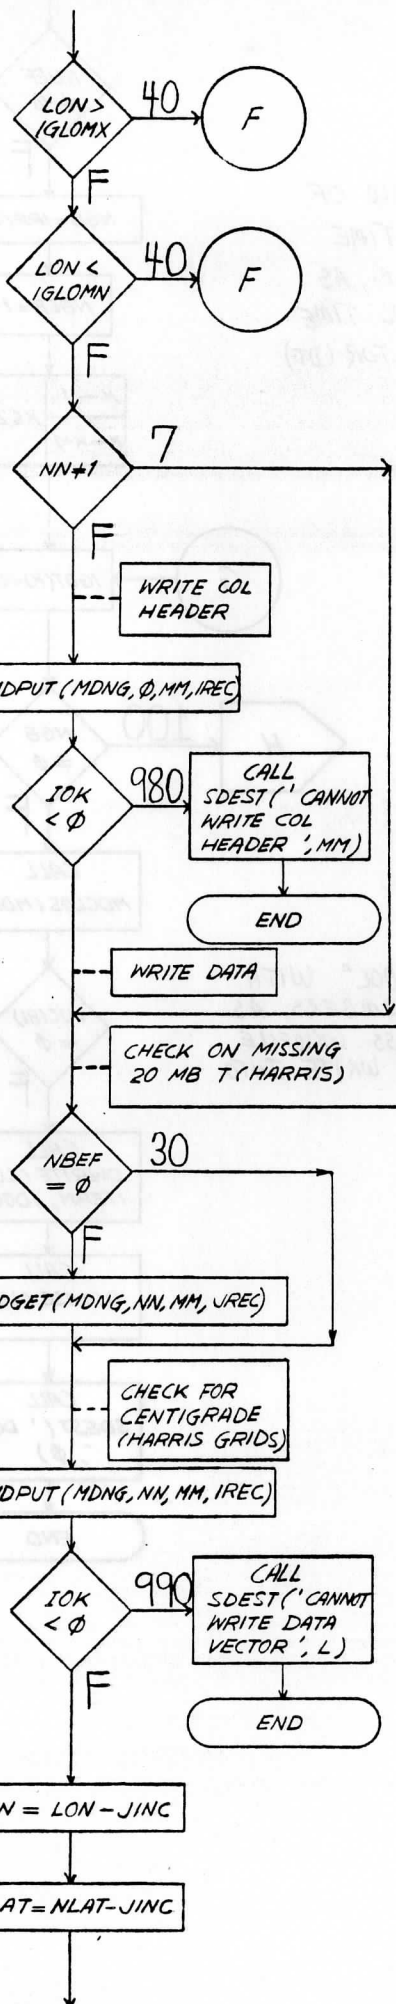 LON >
IGLOMX
40
F
F
LON <
IGLOMN
40
F
F
NN≠1
7
F
WRITE COL
HEADER
DPUT (MDNG, Ø, MM, IREC)
IOK
< Ø
980
CALL
SDEST ('CANNOT
WRITE COL
HEADER ', MM)
END
WRITE DATA
CHECK ON MISSING
20 MB T (HARRIS)
NBEF
= Ø
30
F
DGET (MDNG, NN, MM, JREC)
CHECK FOR
CENTIGRADE
(HARRIS GRIDS)
DPUT (MDNG, NN, MM, IREC)
IOK
< Ø
990
CALL
SDEST ('CANNOT
WRITE DATA
VECTOR ', L)
END
F
N = LON - JINC
AT = NLAT - JINC